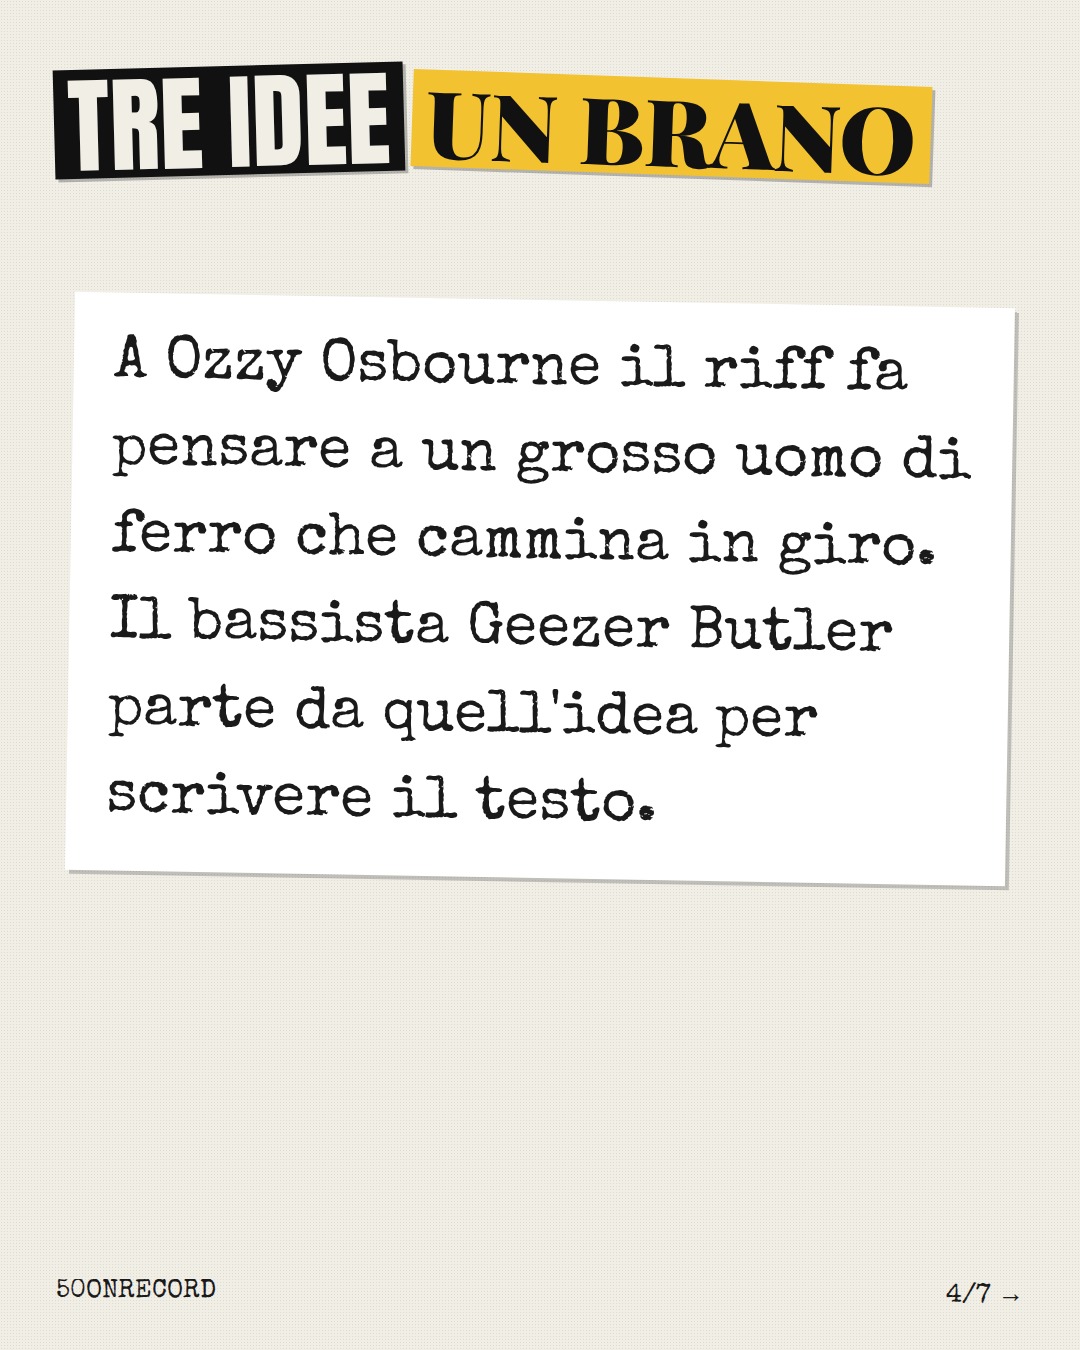 TRE IDEE UN BRANO
A Ozzy Osbourne il riff fa
pensare a un grosso uomo di
ferro che cammina in giro.
Il bassista Geezer Butler
parte da quell'idea per
scrivere il testo.
500NRECORD
4/7 →